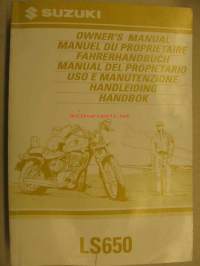 SUZUKI
OWNER'S MANUAL
MANUEL DU PROPRIETAIRE
FAHRERHANDBUCH
MANUAL DEL PROPIETARIO
USO E MANUTENZIONE
HANDLEIDING
HANDBOK
LS650